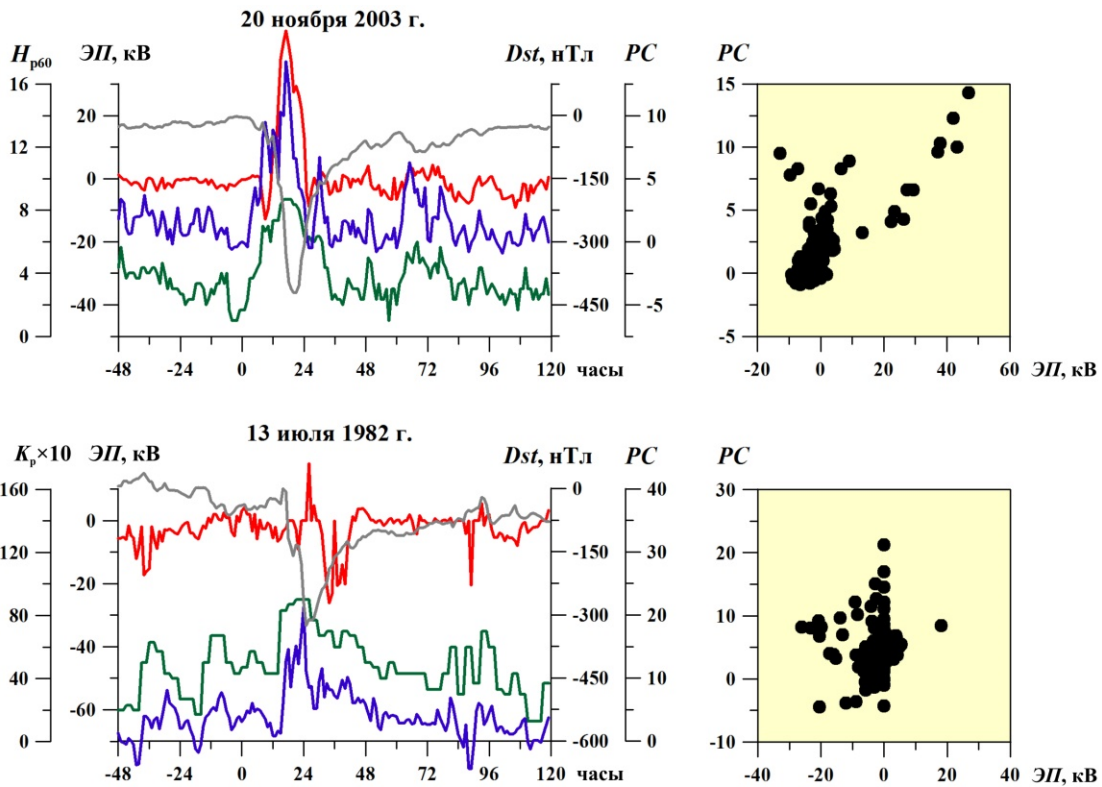 20 ноября 2003 г.
Hp60 ЭП, кВ Dst, нТл PC PC
16 20 0 10 15
12 0 -150 5 10
8 -20 -300 0 5
4 -40 -450 -5 0
0 -5
-48 -24 0 24 48 72 96 120 часы
-20 0 20 40 60 ЭП, кВ
13 июля 1982 г.
Kp×10 ЭП, кВ Dst, нТл PC PC
160 0 0 40 30
120 -20 -150 30 20
80 -40 -300 20 10
40 -60 -450 10 0
0 -600 0 -10
-48 -24 0 24 48 72 96 120 часы
-40 -20 0 20 40 ЭП, кВ